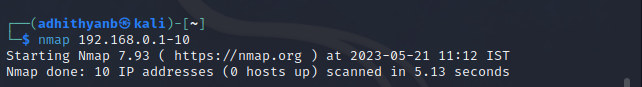 ┌──(adhithyanb㉿kali)-[~]
└─$ nmap 192.168.0.1-10
Starting Nmap 7.93 ( https://nmap.org ) at 2023-05-21 11:12 IST
Nmap done: 10 IP addresses (0 hosts up) scanned in 5.13 seconds